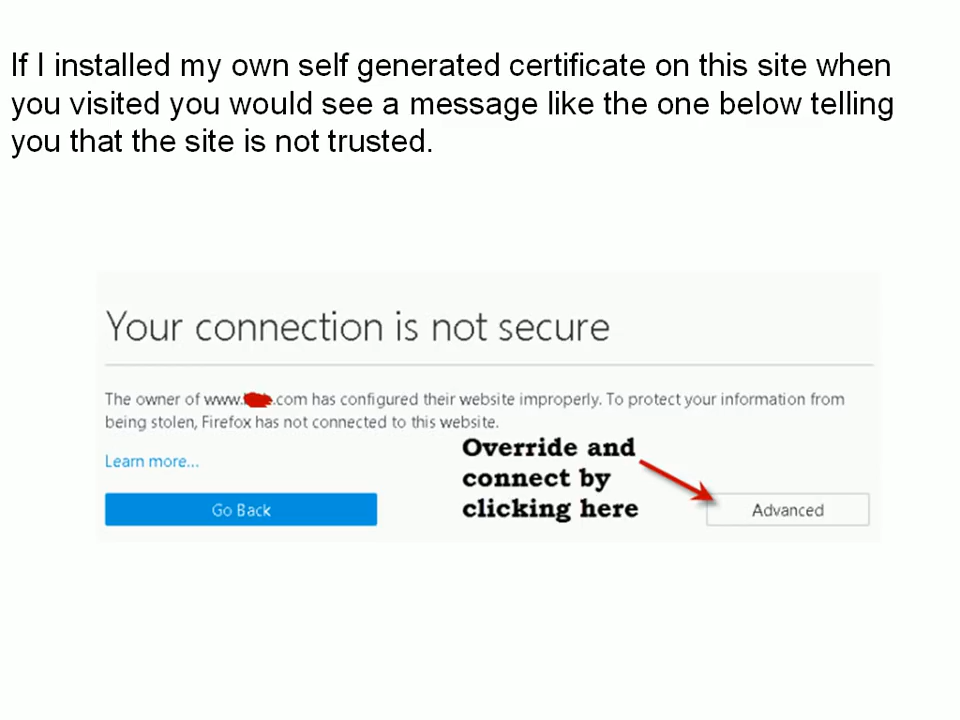 If I installed my own self generated certificate on this site when
you visited you would see a message like the one below telling
you that the site is not trusted.
Your connection is not secure
The owner of www. .com has configured their website improperly. To protect your information from
being stolen, Firefox has not connected to this website.
Learn more...
Override and
connect by
clicking here
Go Back
Advanced